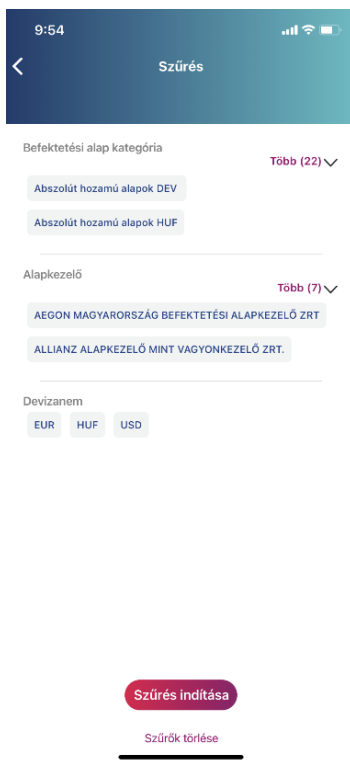 9:54
Szűrés
Befektetési alap kategória
Több (22)
Abszolút hozamú alapok DEV
Abszolút hozamú alapok HUF
Alapkezelő
Több (7)
AEGON MAGYARORSZÁG BEFEKTETÉSI ALAPKEZELŐ ZRT
ALLIANZ ALAPKEZELŐ MINT VAGYONKEZELŐ ZRT.
Devizanem
EUR HUF USD
Szűrés indítása
Szűrők törlése